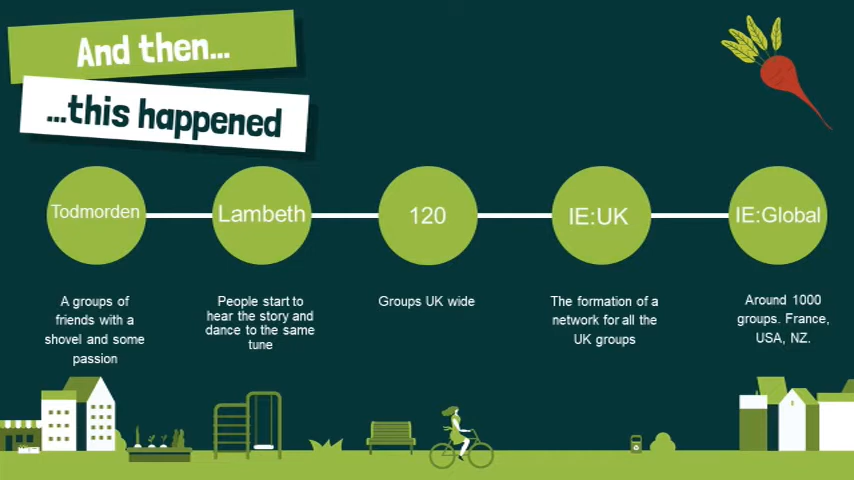 And then...
...this happened
Todmorden
Lambeth
120
IE:UK
IE:Global
A groups of
friends with a
shovel and some
passion
People start to
hear the story and
dance to the same
tune
Groups UK wide
The formation of a
network for all the
UK groups
Around 1000
groups. France,
USA, NZ.